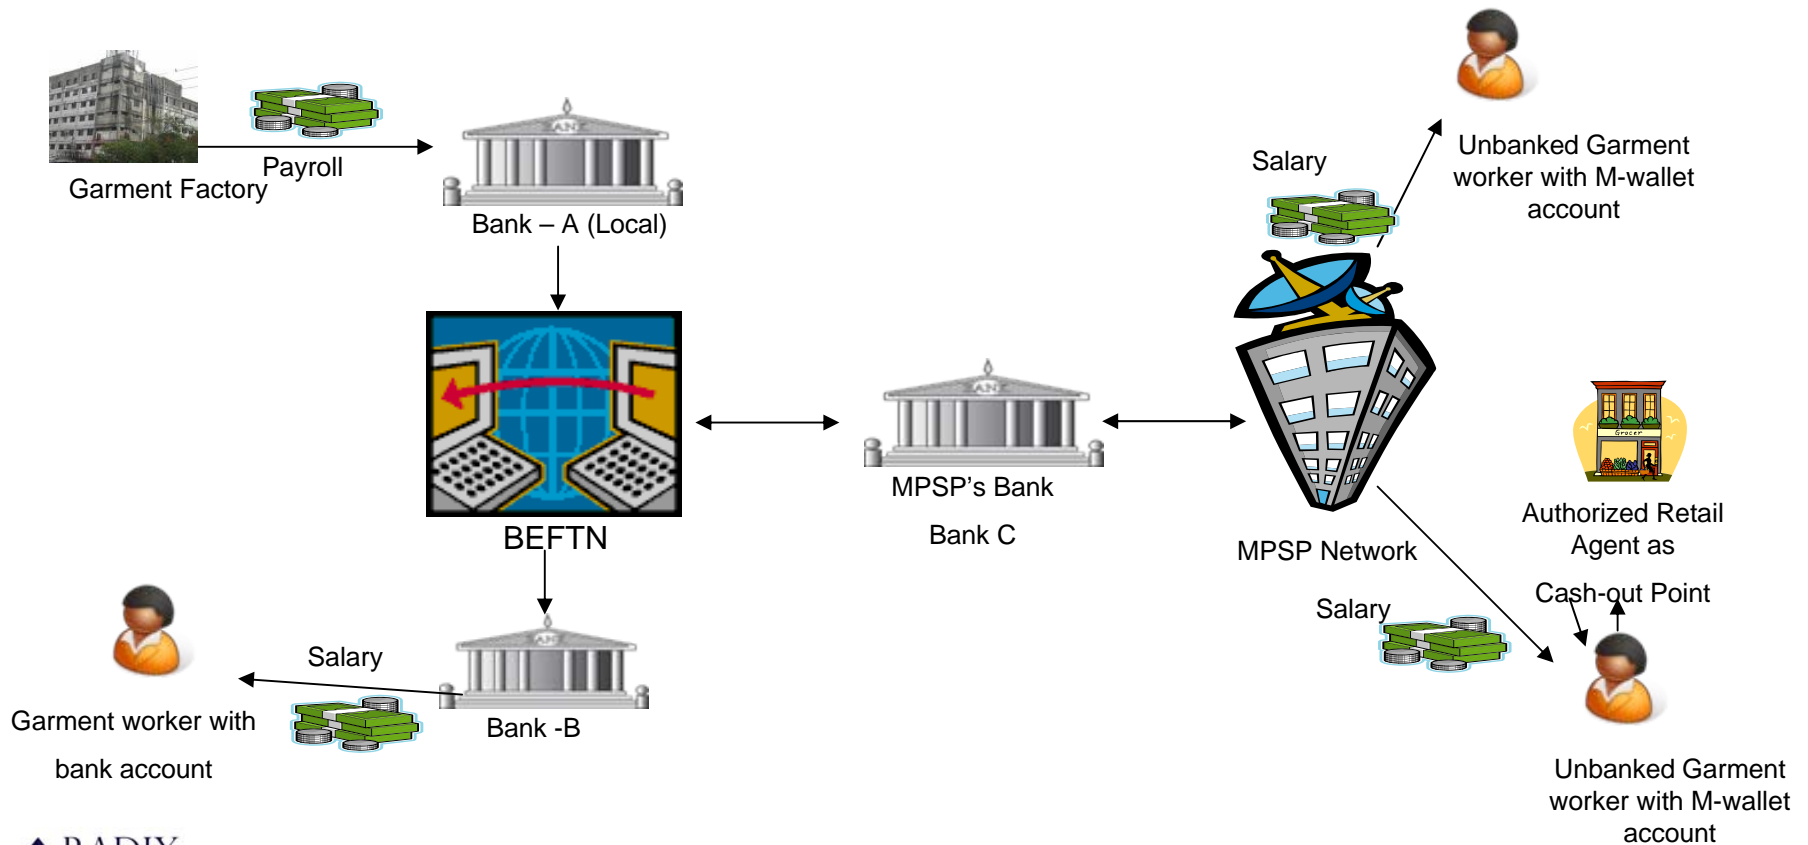 Payroll
Garment Factory
Bank – A (Local)
BEFTN
Salary
Garment worker with
bank account
Bank -B
MPSP's Bank
Bank C
MPSP Network
Salary
Unbanked Garment
worker with M-wallet
account
Grocer
Authorized Retail
Agent as
Cash-out Point
Salary
Unbanked Garment
worker with M-wallet
account